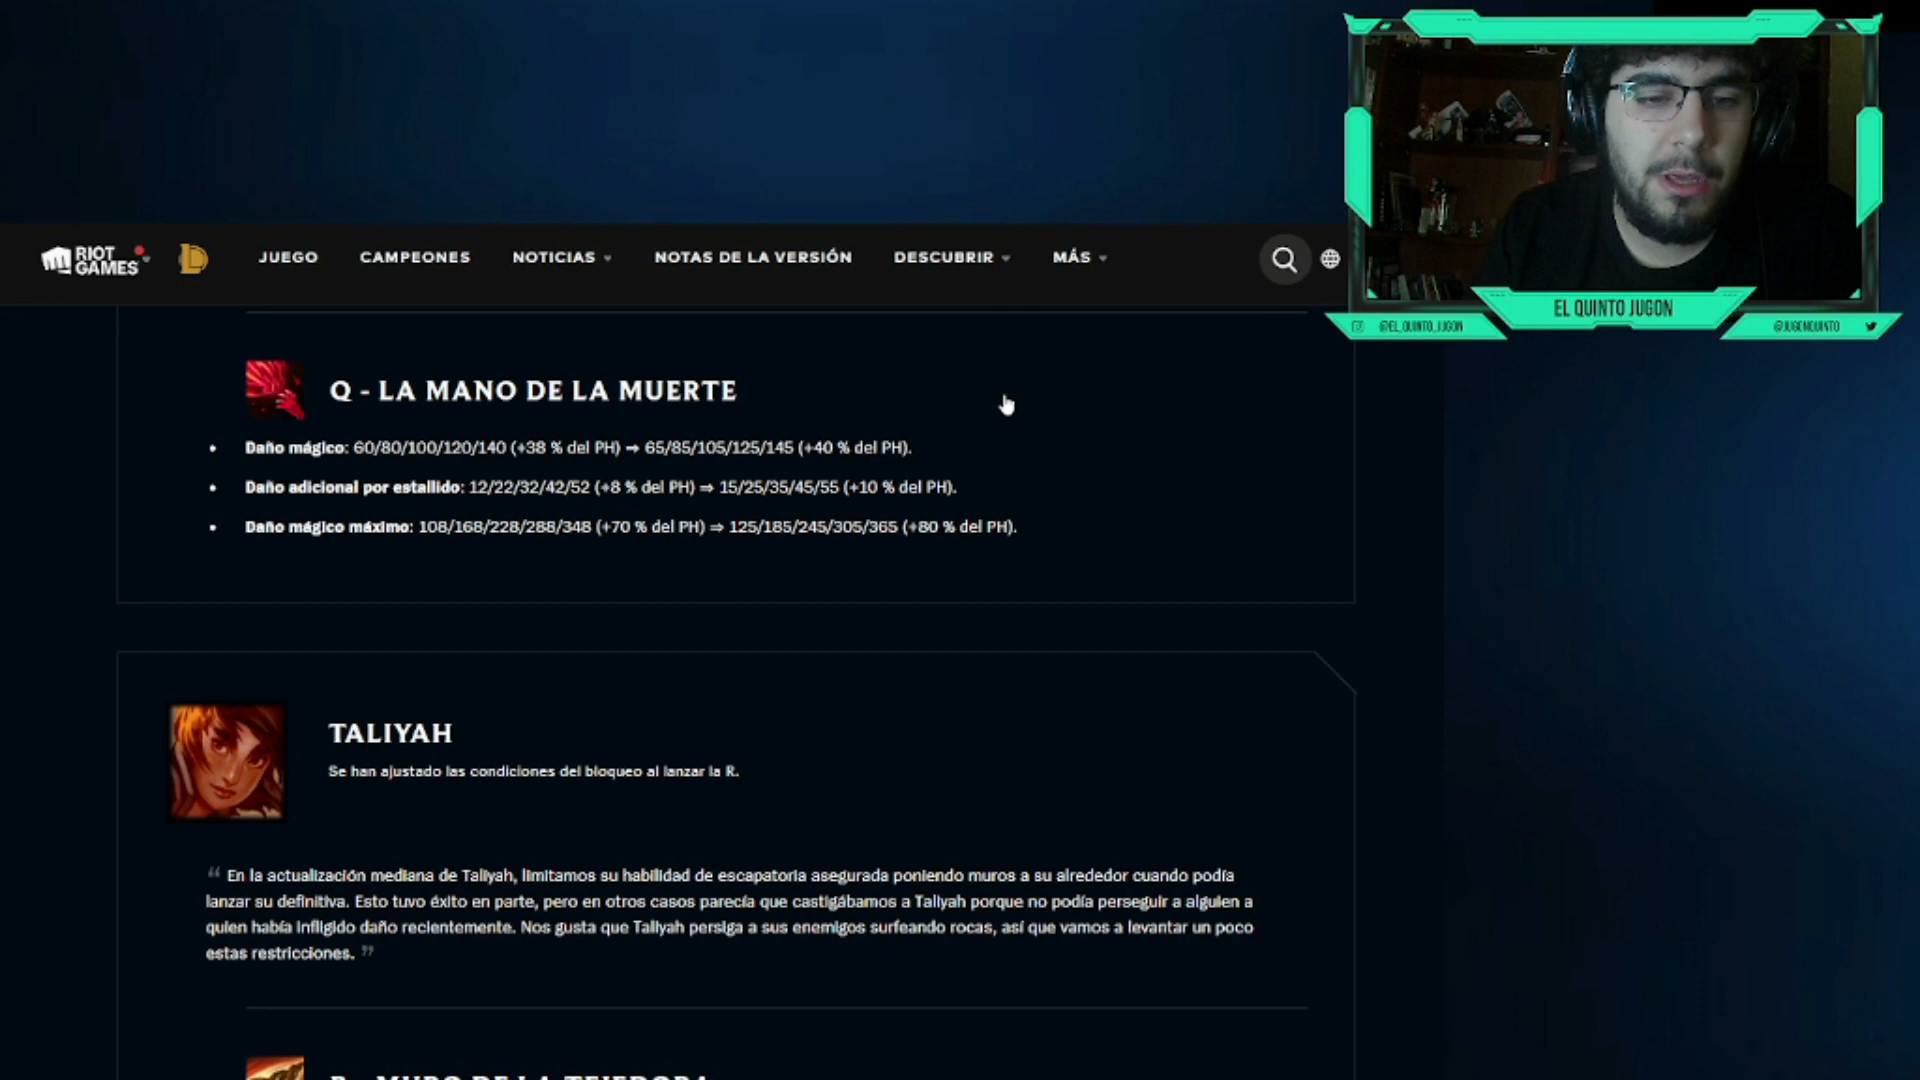 RIOT GAMES
JUEGO
CAMPEONES
NOTICIAS
NOTAS DE LA VERSIÓN
DESCUBRIR
MÁS
EL QUINTO JUGON
@EL_QUINTO_JUGON
@JUGONQUINTO
Q - LA MANO DE LA MUERTE
• Daño mágico: 60/80/100/120/140 (+38 % del PH) ⇒ 65/85/105/125/145 (+40 % del PH).
• Daño adicional por estallido: 12/22/32/42/52 (+8 % del PH) ⇒ 15/25/35/45/55 (+10 % del PH).
• Daño mágico máximo: 108/168/228/288/348 (+70 % del PH) ⇒ 125/185/245/305/365 (+80 % del PH).
TALIYAH
Se han ajustado las condiciones del bloqueo al lanzar la R.
“ En la actualización mediana de Taliyah, limitamos su habilidad de escapatoria asegurada poniendo muros a su alrededor cuando podía
lanzar su definitiva. Esto tuvo éxito en parte, pero en otros casos parecía que castigábamos a Taliyah porque no podía perseguir a alguien a
quien había infligido daño recientemente. Nos gusta que Taliyah persiga a sus enemigos surfeando rocas, así que vamos a levantar un poco
estas restricciones. ”
R - MURO DE LA TEJEDORA